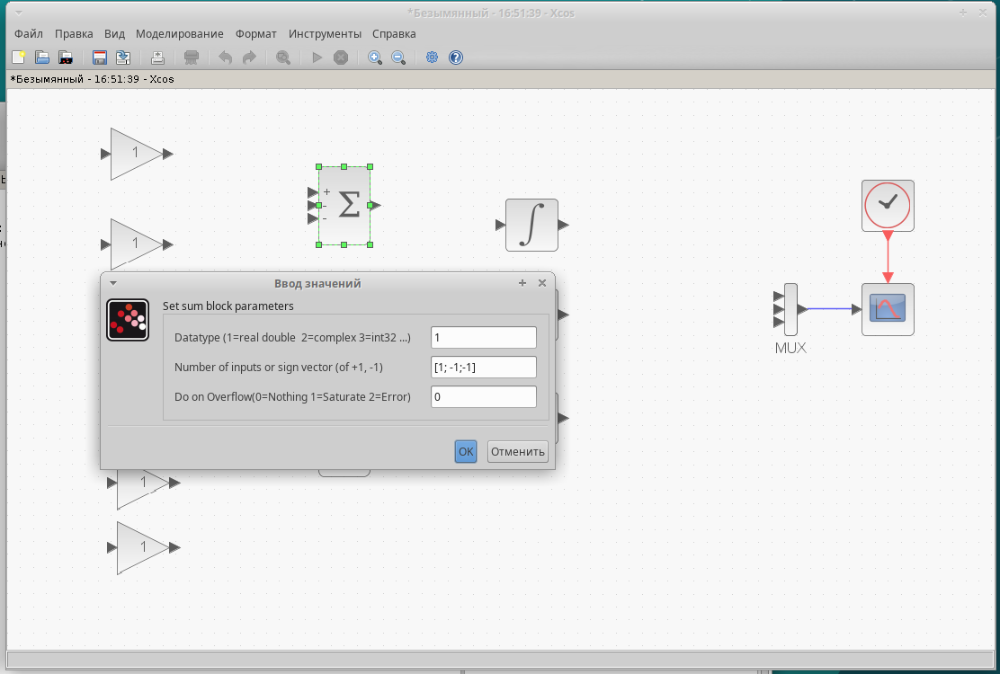 *Безымянный - 16:51:39 - Xcos
Файл Правка Вид Моделирование Формат Инструменты Справка
*Безымянный - 16:51:39 - Xcos
1
+
-
-
Σ
∫
1
MUX
Ввод значений
Set sum block parameters
Datatype (1=real double 2=complex 3=int32 ...) 1
Number of inputs or sign vector (of +1, -1) [1; -1;-1]
Do on Overflow(0=Nothing 1=Saturate 2=Error) 0
OK Отменить
1
1